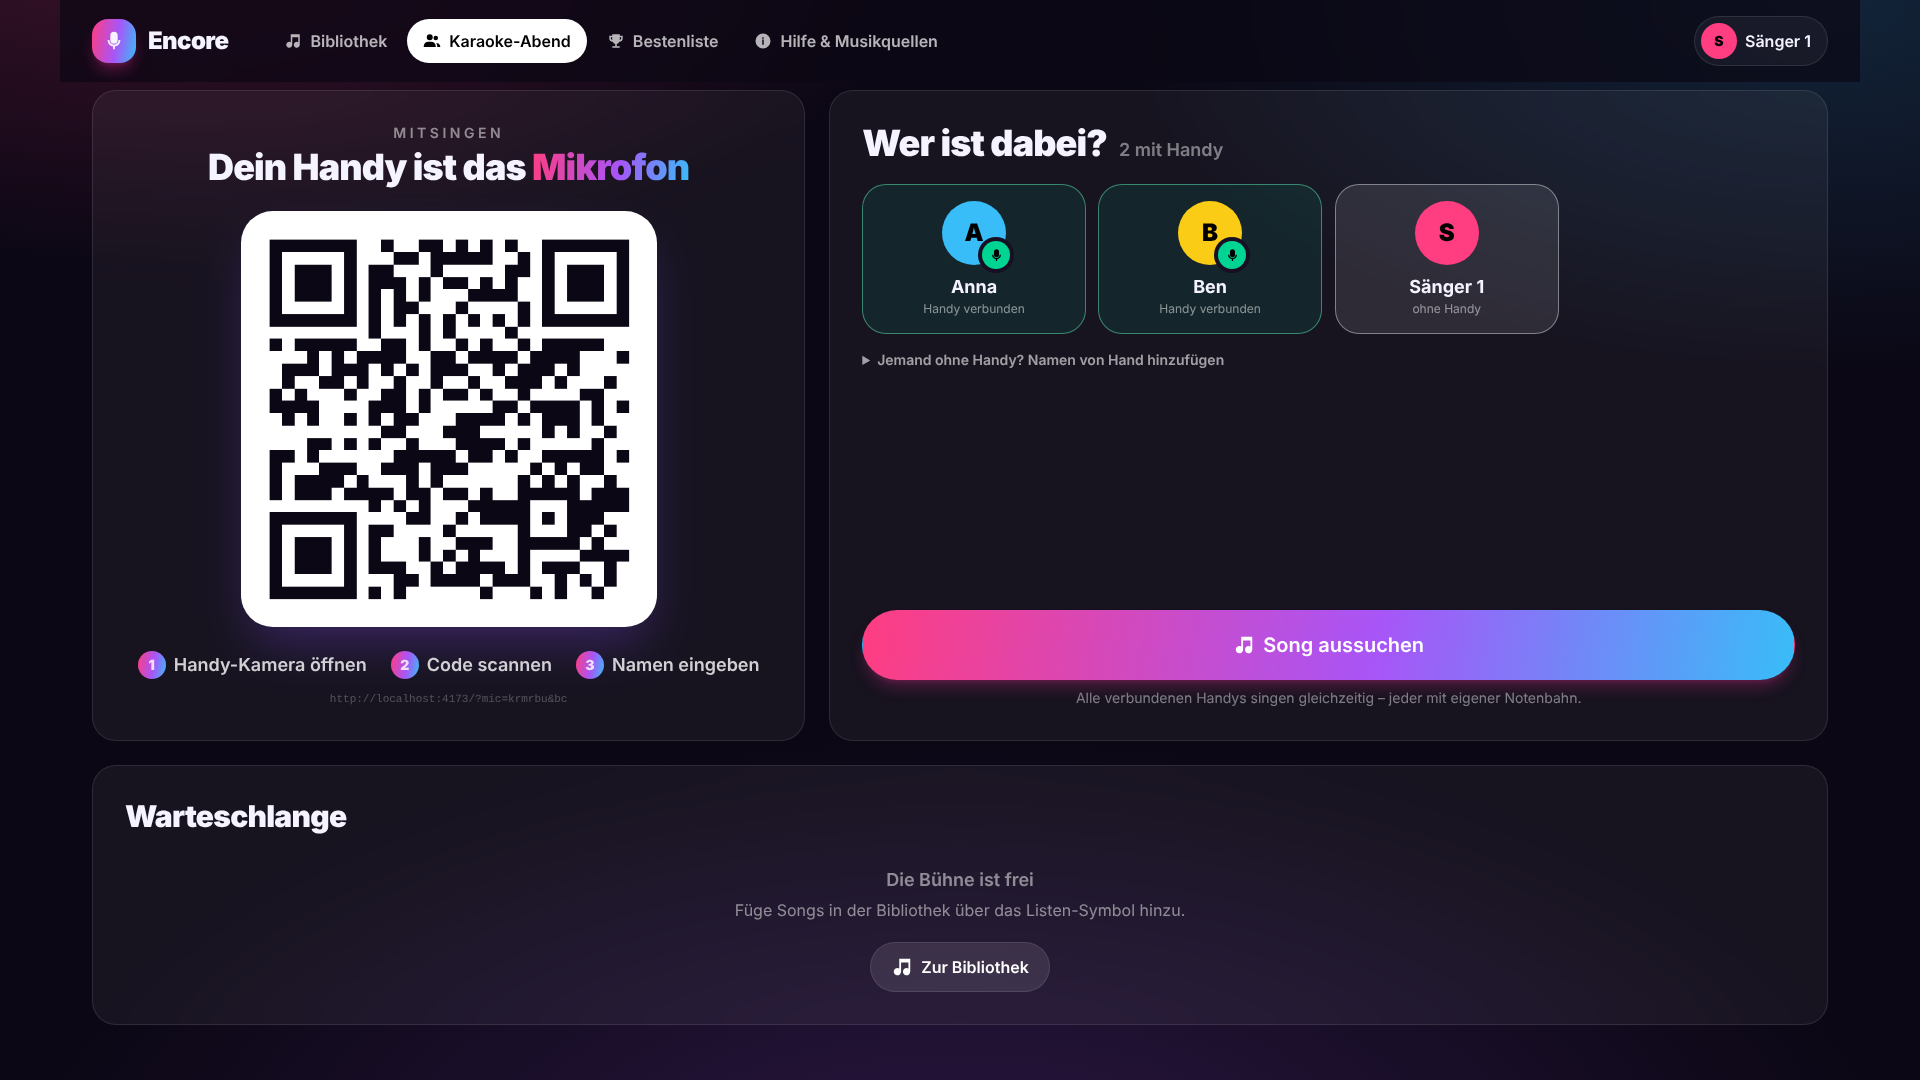 Encore
Bibliothek
Karaoke-Abend
Bestenliste
Hilfe & Musikquellen
S
Sänger 1
MITSINGEN
Dein Handy ist das Mikrofon
1 Handy-Kamera öffnen
2 Code scannen
3 Namen eingeben
http://localhost:4173/?mic=krmrbu&bc
Wer ist dabei? 2 mit Handy
A
Anna
Handy verbunden
B
Ben
Handy verbunden
S
Sänger 1
ohne Handy
Jemand ohne Handy? Namen von Hand hinzufügen
Song aussuchen
Alle verbundenen Handys singen gleichzeitig – jeder mit eigener Notenbahn.
Warteschlange
Die Bühne ist frei
Füge Songs in der Bibliothek über das Listen-Symbol hinzu.
Zur Bibliothek